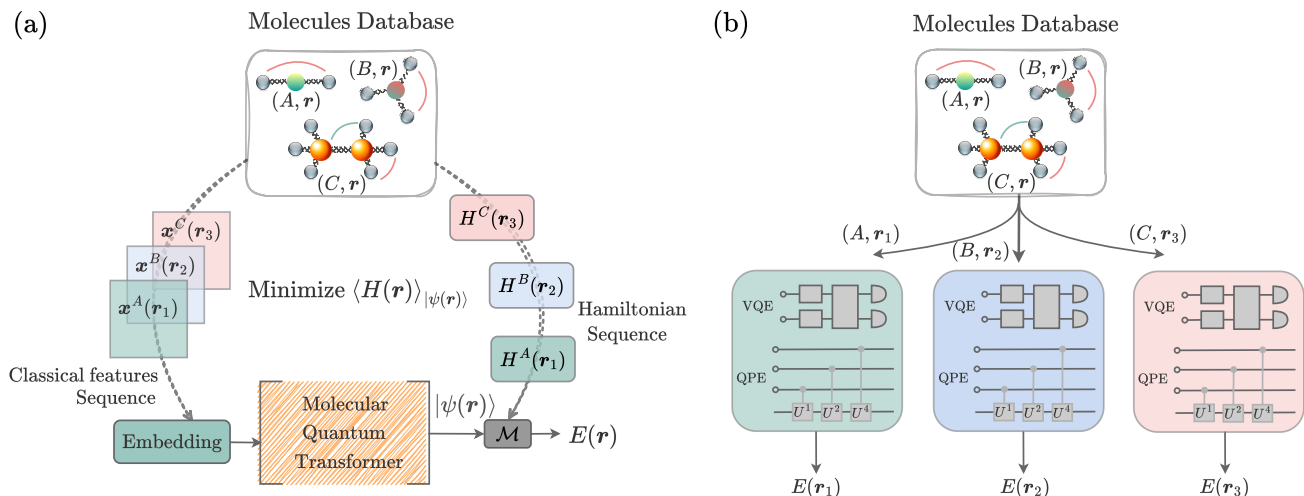 (a)
Molecules Database
(A, r)
(B, r)
(C, r)
x^C(r_3)
x^B(r_2)
x^A(r_1)
Classical features
Sequence
Minimize ⟨H(r)⟩_{|ψ(r)⟩}
H^C(r_3)
H^B(r_2)
H^A(r_1)
Hamiltonian
Sequence
Embedding
Molecular
Quantum
Transformer
|ψ(r)⟩
M
E(r)
(b)
Molecules Database
(A, r)
(B, r)
(C, r)
(A, r_1)
(B, r_2)
(C, r_3)
VQE
QPE
U^1
U^2
U^4
E(r_1)
VQE
QPE
U^1
U^2
U^4
E(r_2)
VQE
QPE
U^1
U^2
U^4
E(r_3)